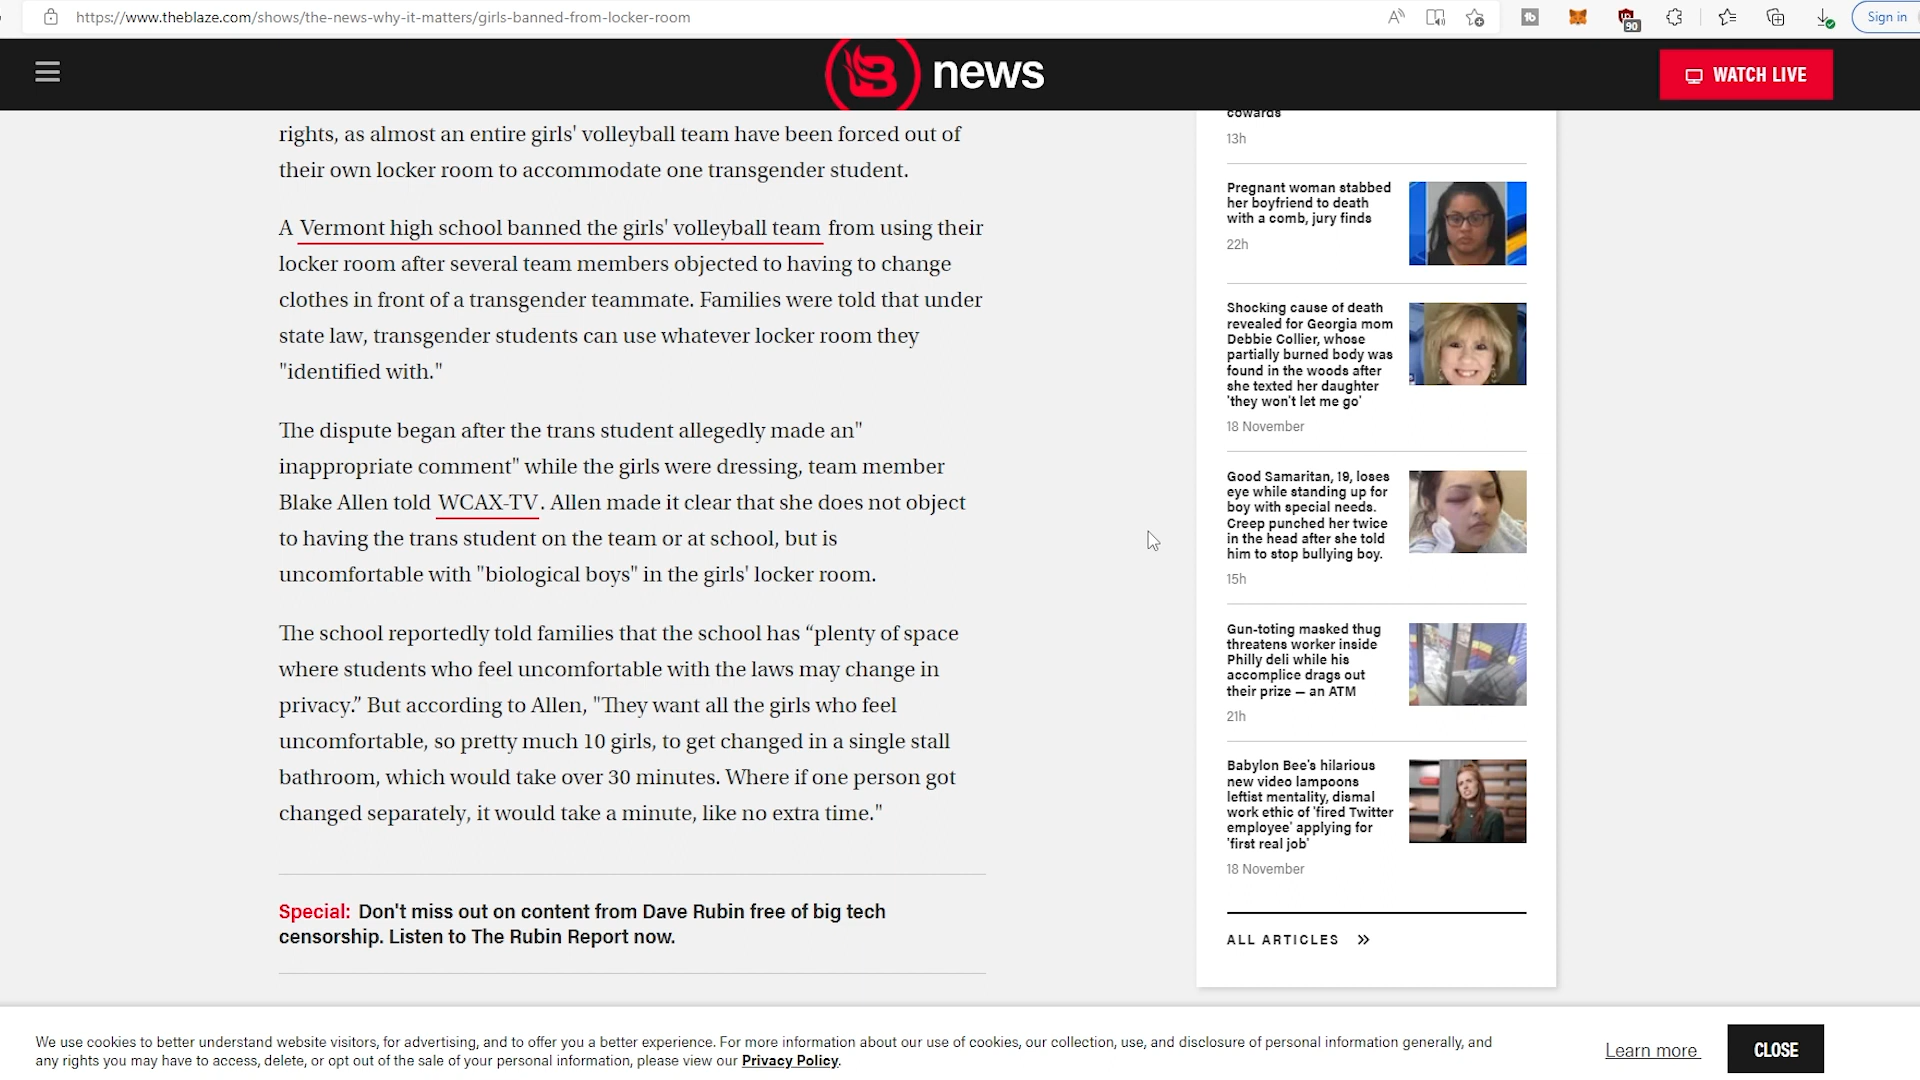 https://www.theblaze.com/shows/the-news-why-it-matters/girls-banned-from-locker-room
90
Sign in
news
WATCH LIVE
rights, as almost an entire girls' volleyball team have been forced out of
their own locker room to accommodate one transgender student.
A Vermont high school banned the girls' volleyball team from using their
locker room after several team members objected to having to change
clothes in front of a transgender teammate. Families were told that under
state law, transgender students can use whatever locker room they
"identified with."
The dispute began after the trans student allegedly made an"
inappropriate comment" while the girls were dressing, team member
Blake Allen told WCAX-TV. Allen made it clear that she does not object
to having the trans student on the team or at school, but is
uncomfortable with "biological boys" in the girls' locker room.
The school reportedly told families that the school has “plenty of space
where students who feel uncomfortable with the laws may change in
privacy.” But according to Allen, "They want all the girls who feel
uncomfortable, so pretty much 10 girls, to get changed in a single stall
bathroom, which would take over 30 minutes. Where if one person got
changed separately, it would take a minute, like no extra time."
Special: Don't miss out on content from Dave Rubin free of big tech
censorship. Listen to The Rubin Report now.
cowards
13h
Pregnant woman stabbed
her boyfriend to death
with a comb, jury finds
22h
Shocking cause of death
revealed for Georgia mom
Debbie Collier, whose
partially burned body was
found in the woods after
she texted her daughter
'they won't let me go'
18 November
Good Samaritan, 19, loses
eye while standing up for
boy with special needs.
Creep punched her twice
in the head after she told
him to stop bullying boy.
15h
Gun-toting masked thug
threatens worker inside
Philly deli while his
accomplice drags out
their prize — an ATM
21h
Babylon Bee's hilarious
new video lampoons
leftist mentality, dismal
work ethic of 'fired Twitter
employee' applying for
'first real job'
18 November
ALL ARTICLES »
We use cookies to better understand website visitors, for advertising, and to offer you a better experience. For more information about our use of cookies, our collection, use, and disclosure of personal information generally, and
any rights you may have to access, delete, or opt out of the sale of your personal information, please view our Privacy Policy.
Learn more
CLOSE